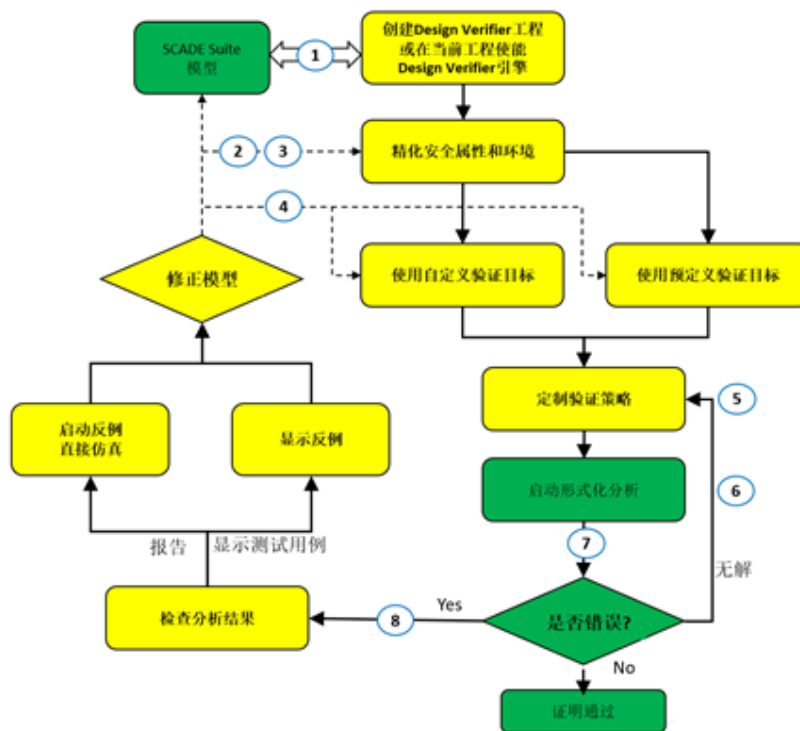 SCADE Suite
模型
1
创建Design Verifier工程
或在当前工程使能
Design Verifier引擎
2
3
精化安全属性和环境
4
修正模型
使用自定义验证目标
使用预定义验证目标
启动反例
直接仿真
显示反例
定制验证策略
5
启动形式化分析
6
报告
显示测试用例
7
无解
检查分析结果
8
Yes
是否错误?
No
证明通过